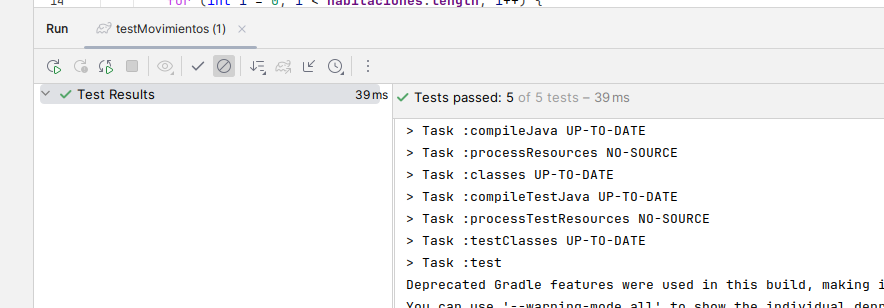 14 for (int i = 0; i < habitaciones.length; i++) {
Run testMovimientos (1)
Test Results 39 ms
Tests passed: 5 of 5 tests – 39 ms
> Task :compileJava UP-TO-DATE
> Task :processResources NO-SOURCE
> Task :classes UP-TO-DATE
> Task :compileTestJava UP-TO-DATE
> Task :processTestResources NO-SOURCE
> Task :testClasses UP-TO-DATE
> Task :test
Deprecated Gradle features were used in this build, making i
You can use '--warning-mode all' to show the individual depr